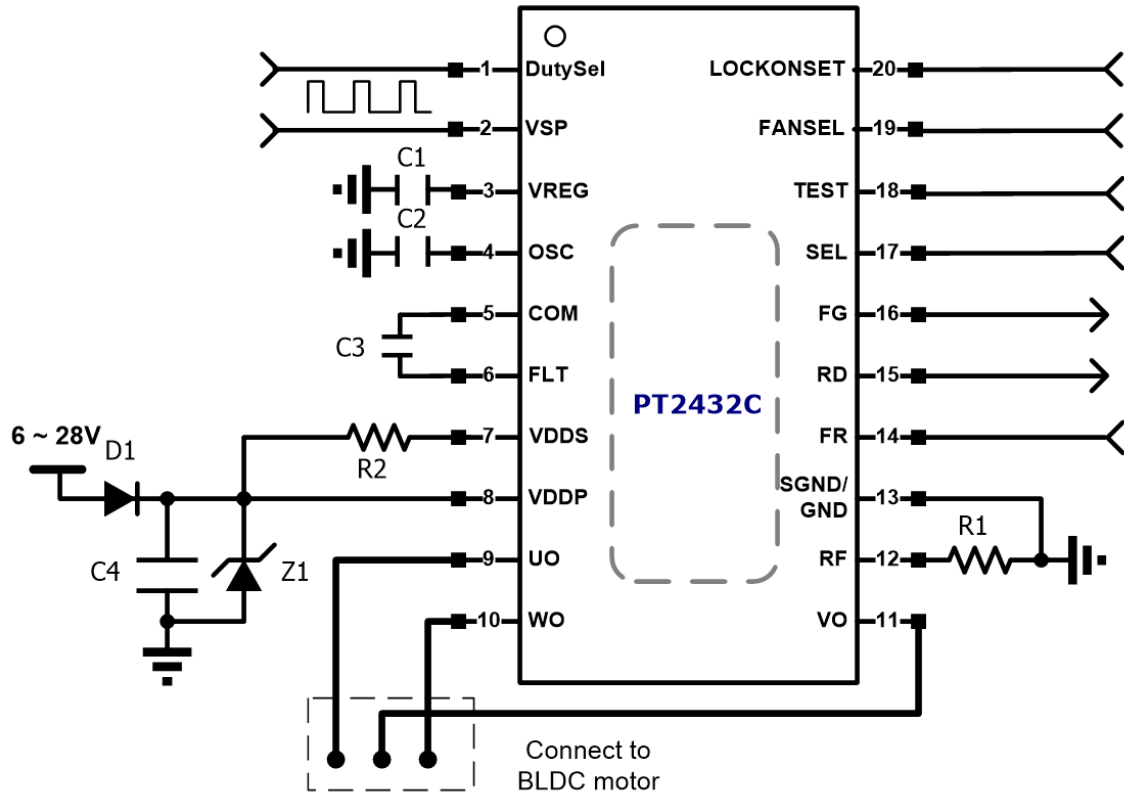 1 DutySel
LOCKONSET 20
2 VSP
FANSEL 19
C1
3 VREG
TEST 18
C2
4 OSC
SEL 17
5 COM
FG 16
C3
6 FLT
RD 15
PT2432C
6 ~ 28V
D1
R2
7 VDDS
FR 14
8 VDDP
SGND/
GND
13
R1
C4
Z1
9 UO
RF 12
10 WO
VO 11
Connect to
BLDC motor